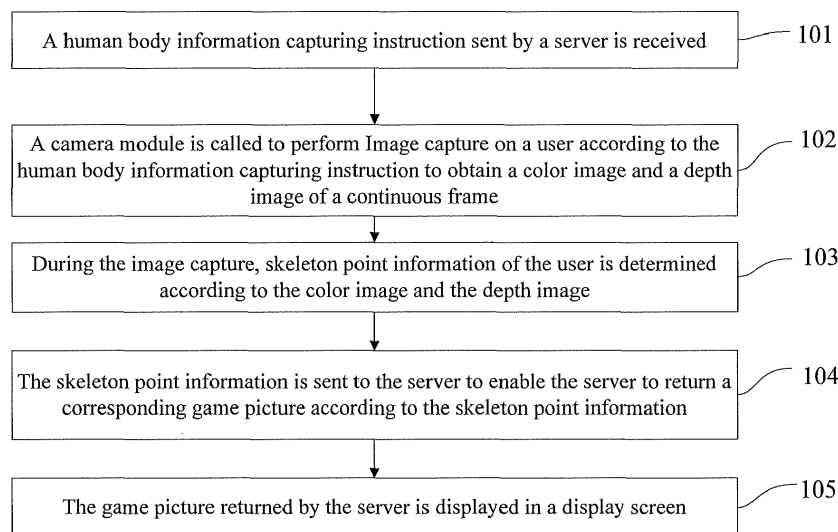 A human body information capturing instruction sent by a server is received
101
A camera module is called to perform Image capture on a user according to the
human body information capturing instruction to obtain a color image and a depth
image of a continuous frame
102
During the image capture, skeleton point information of the user is determined
according to the color image and the depth image
103
The skeleton point information is sent to the server to enable the server to return a
corresponding game picture according to the skeleton point information
104
The game picture returned by the server is displayed in a display screen
105